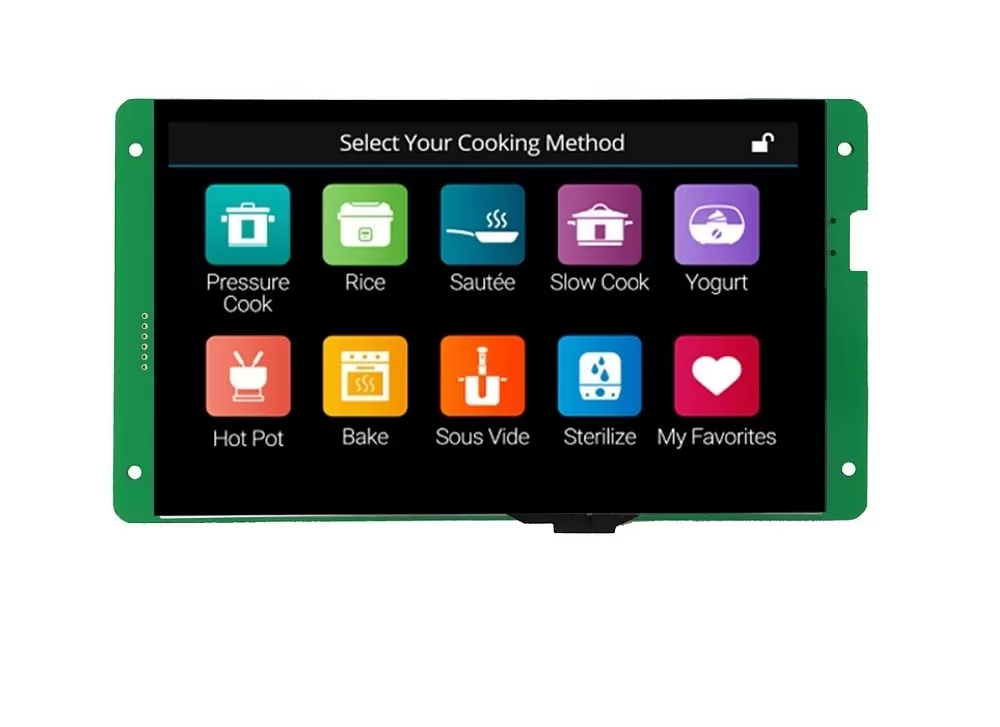 Select Your Cooking Method
Pressure
Cook
Rice
Sautée
Slow Cook
Yogurt
Hot Pot
Bake
Sous Vide
Sterilize
My Favorites